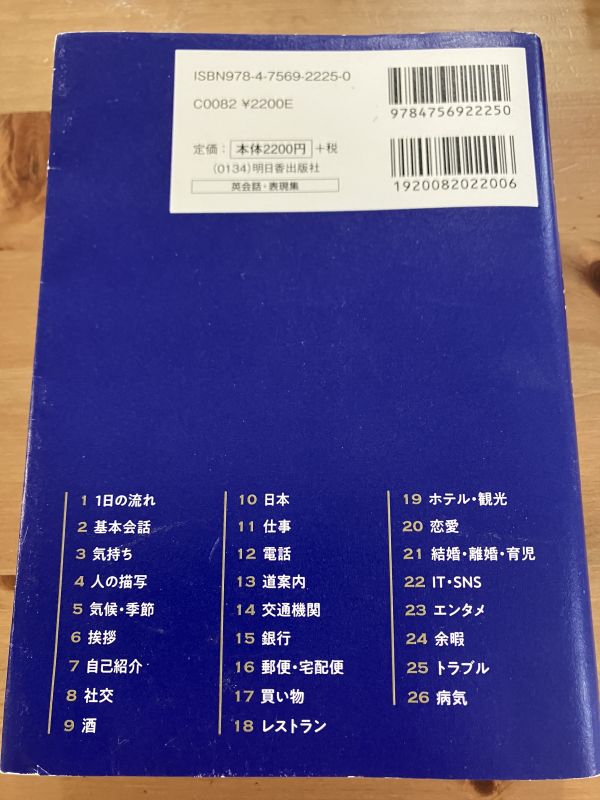 ISBN978-4-7569-2225-0
C0082 ¥2200E
定価： 本体2200円 +税
(0134)明日香出版社
英会話・表現集
9784756922250
1920082022006
1 1日の流れ
2 基本会話
3 気持ち
4 人の描写
5 気候・季節
6 挨拶
7 自己紹介
8 社交
9 酒
10 日本
11 仕事
12 電話
13 道案内
14 交通機関
15 銀行
16 郵便・宅配便
17 買い物
18 レストラン
19 ホテル・観光
20 恋愛
21 結婚・離婚・育児
22 IT・SNS
23 エンタメ
24 余暇
25 トラブル
26 病気